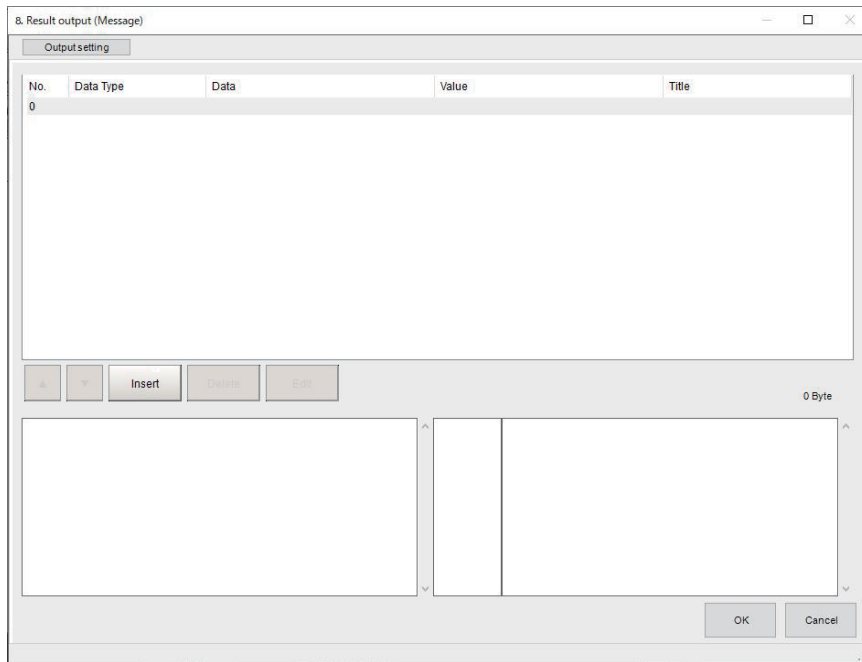 8. Result output (Message)
Output setting
No. Data Type Data Value Title
0
▲ ▼ Insert Delete Edit
0 Byte
OK Cancel